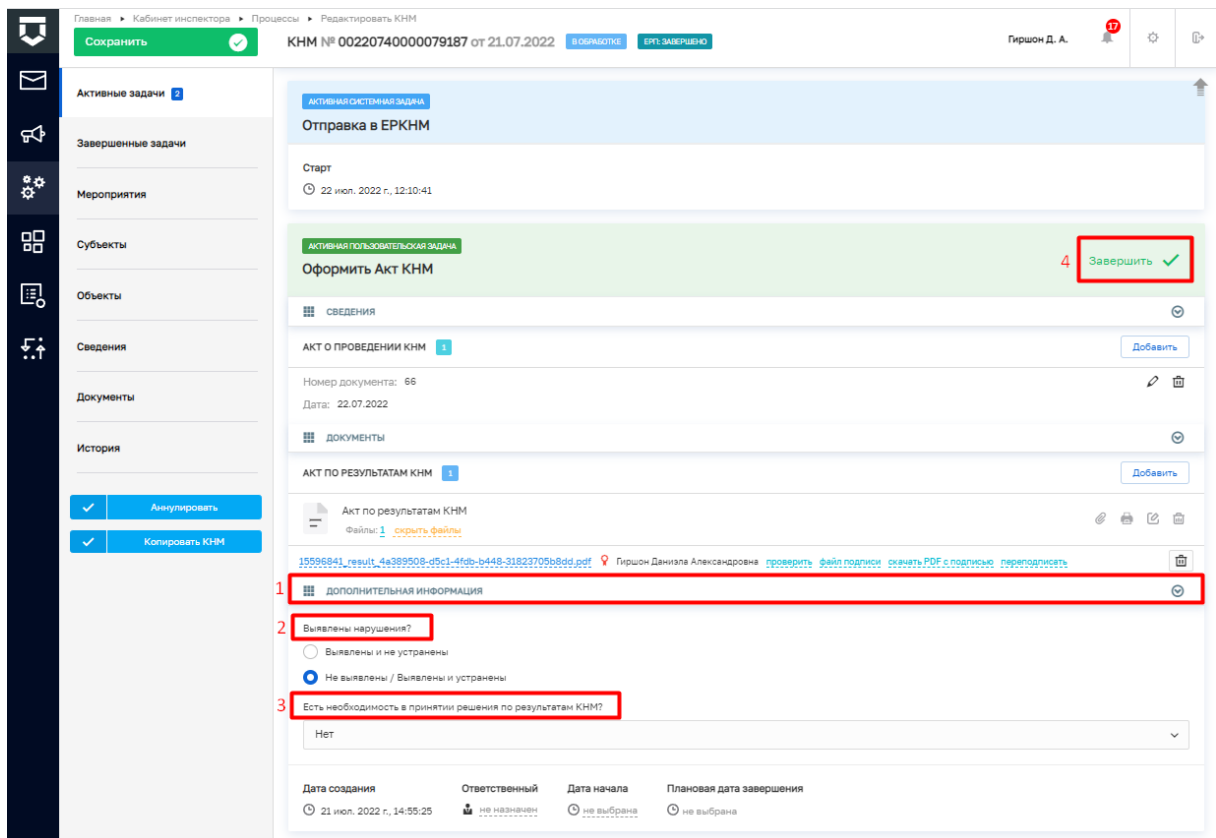 Главная ▸ Кабинет инспектора ▸ Процессы ▸ Редактировать КНМ
Сохранить
КНМ № 00220740000079187 от 21.07.2022 В ОБРАБОТКЕ ЕРП: ЗАВЕРШЕНО
Гиршон Д. А.
17
Активные задачи 2
Завершенные задачи
Мероприятия
Субъекты
Объекты
Сведения
Документы
История
Аннулировать
Копировать КНМ
АКТИВНАЯ СИСТЕМНАЯ ЗАДАЧА
Отправка в ЕРКНМ
Старт
22 июл. 2022 г., 12:10:41
АКТИВНАЯ ПОЛЬЗОВАТЕЛЬСКАЯ ЗАДАЧА
Оформить Акт КНМ
4 Завершить
СВЕДЕНИЯ
АКТ О ПРОВЕДЕНИИ КНМ 1 Добавить
Номер документа: 66
Дата: 22.07.2022
ДОКУМЕНТЫ
АКТ ПО РЕЗУЛЬТАТАМ КНМ 1 Добавить
Акт по результатам КНМ
Файлы: 1 скрыть файлы
15596841_result_4a389508-d5c1-4fdb-b448-31823705b8dd.pdf Гиршон Даниэла Александровна проверить файл подписи скачать PDF с подписью переподписать
1 ДОПОЛНИТЕЛЬНАЯ ИНФОРМАЦИЯ
2 Выявлены нарушения?
Выявлены и не устранены
Не выявлены / Выявлены и устранены
3 Есть необходимость в принятии решения по результатам КНМ?
Нет
Дата создания Ответственный Дата начала Плановая дата завершения
21 июл. 2022 г., 14:55:25 не назначен не выбрана не выбрана